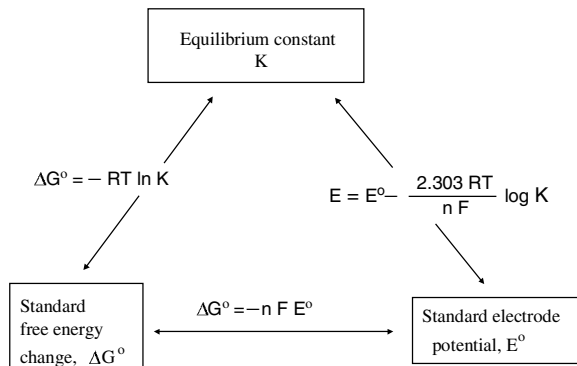 Equilibrium constant
K
ΔG° = − RT ln K
E = E° − 2.303 RT / n F log K
ΔG° = −n F E°
Standard
free energy
change, ΔG°
Standard electrode
potential, E°